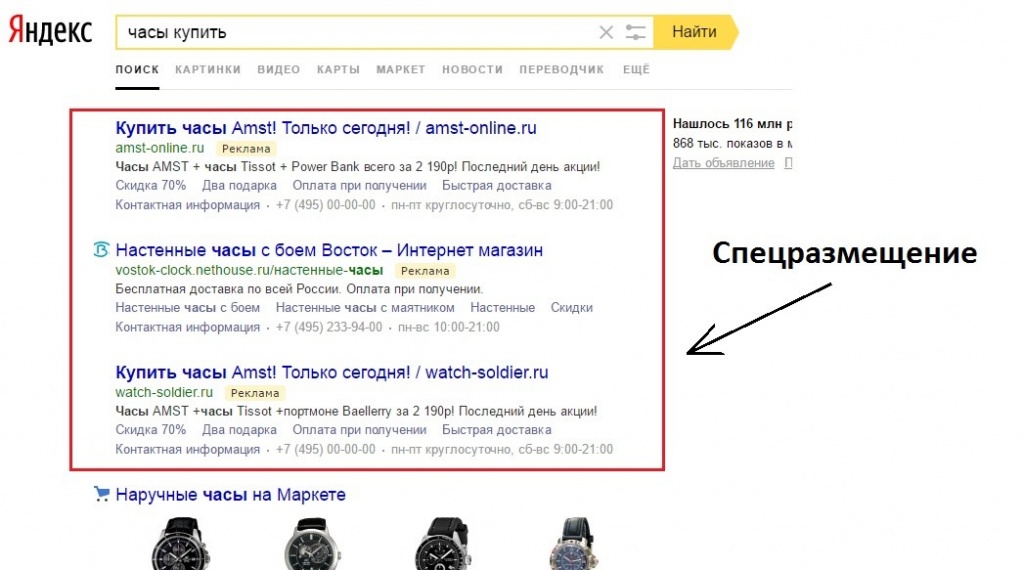 Яндекс
часы купить
Найти
ПОИСК КАРТИНКИ ВИДЕО КАРТЫ МАРКЕТ НОВОСТИ ПЕРЕВОДЧИК ЕЩЁ
Купить часы Amst! Только сегодня! / amst-online.ru
amst-online.ru Реклама
Часы AMST + часы Tissot + Power Bank всего за 2 190р! Последний день акции!
Скидка 70% Два подарка Оплата при получении Быстрая доставка
Контактная информация · +7 (495) 00-00-00 · пн-пт круглосуточно, сб-вс 9:00-21:00
Настенные часы с боем Восток – Интернет магазин
vostok-clock.nethouse.ru/настенные-часы Реклама
Бесплатная доставка по всей России. Оплата при получении.
Настенные часы с боем Настенные часы с маятником Настенные Скидки
Контактная информация · +7 (495) 233-94-00 · пн-вс 10:00-21:00
Купить часы Amst! Только сегодня! / watch-soldier.ru
watch-soldier.ru Реклама
Часы AMST +часы Tissot +портмоне Baellerry за 2 190р! Последний день акции!
Скидка 70% Два подарка Оплата при получении Быстрая доставка
Контактная информация · +7 (495) 00-00-00 · пн-пт круглосуточно, сб-вс 9:00-21:00
Наручные часы на Маркете
Нашлось 116 млн р
868 тыс. показов в м
Дать объявление П
Спецразмещение